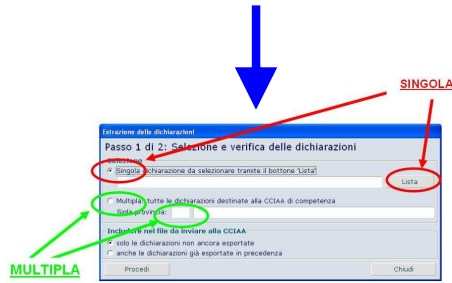 SINGOLA
Estrazione delle dichiarazioni
Passo 1 di 2: Selezione e verifica delle dichiarazioni
Selezione
Singola dichiarazione da selezionare tramite il bottone 'Lista'
Lista
Multipla: tutte le dichiarazioni destinate alla CCIAA di competenza
Sigla provincia:
Includere nel file da inviare alla CCIAA
solo le dichiarazioni non ancora esportate
anche le dichiarazioni già esportate in precedenza
MULTIPLA
Procedi
Chiudi